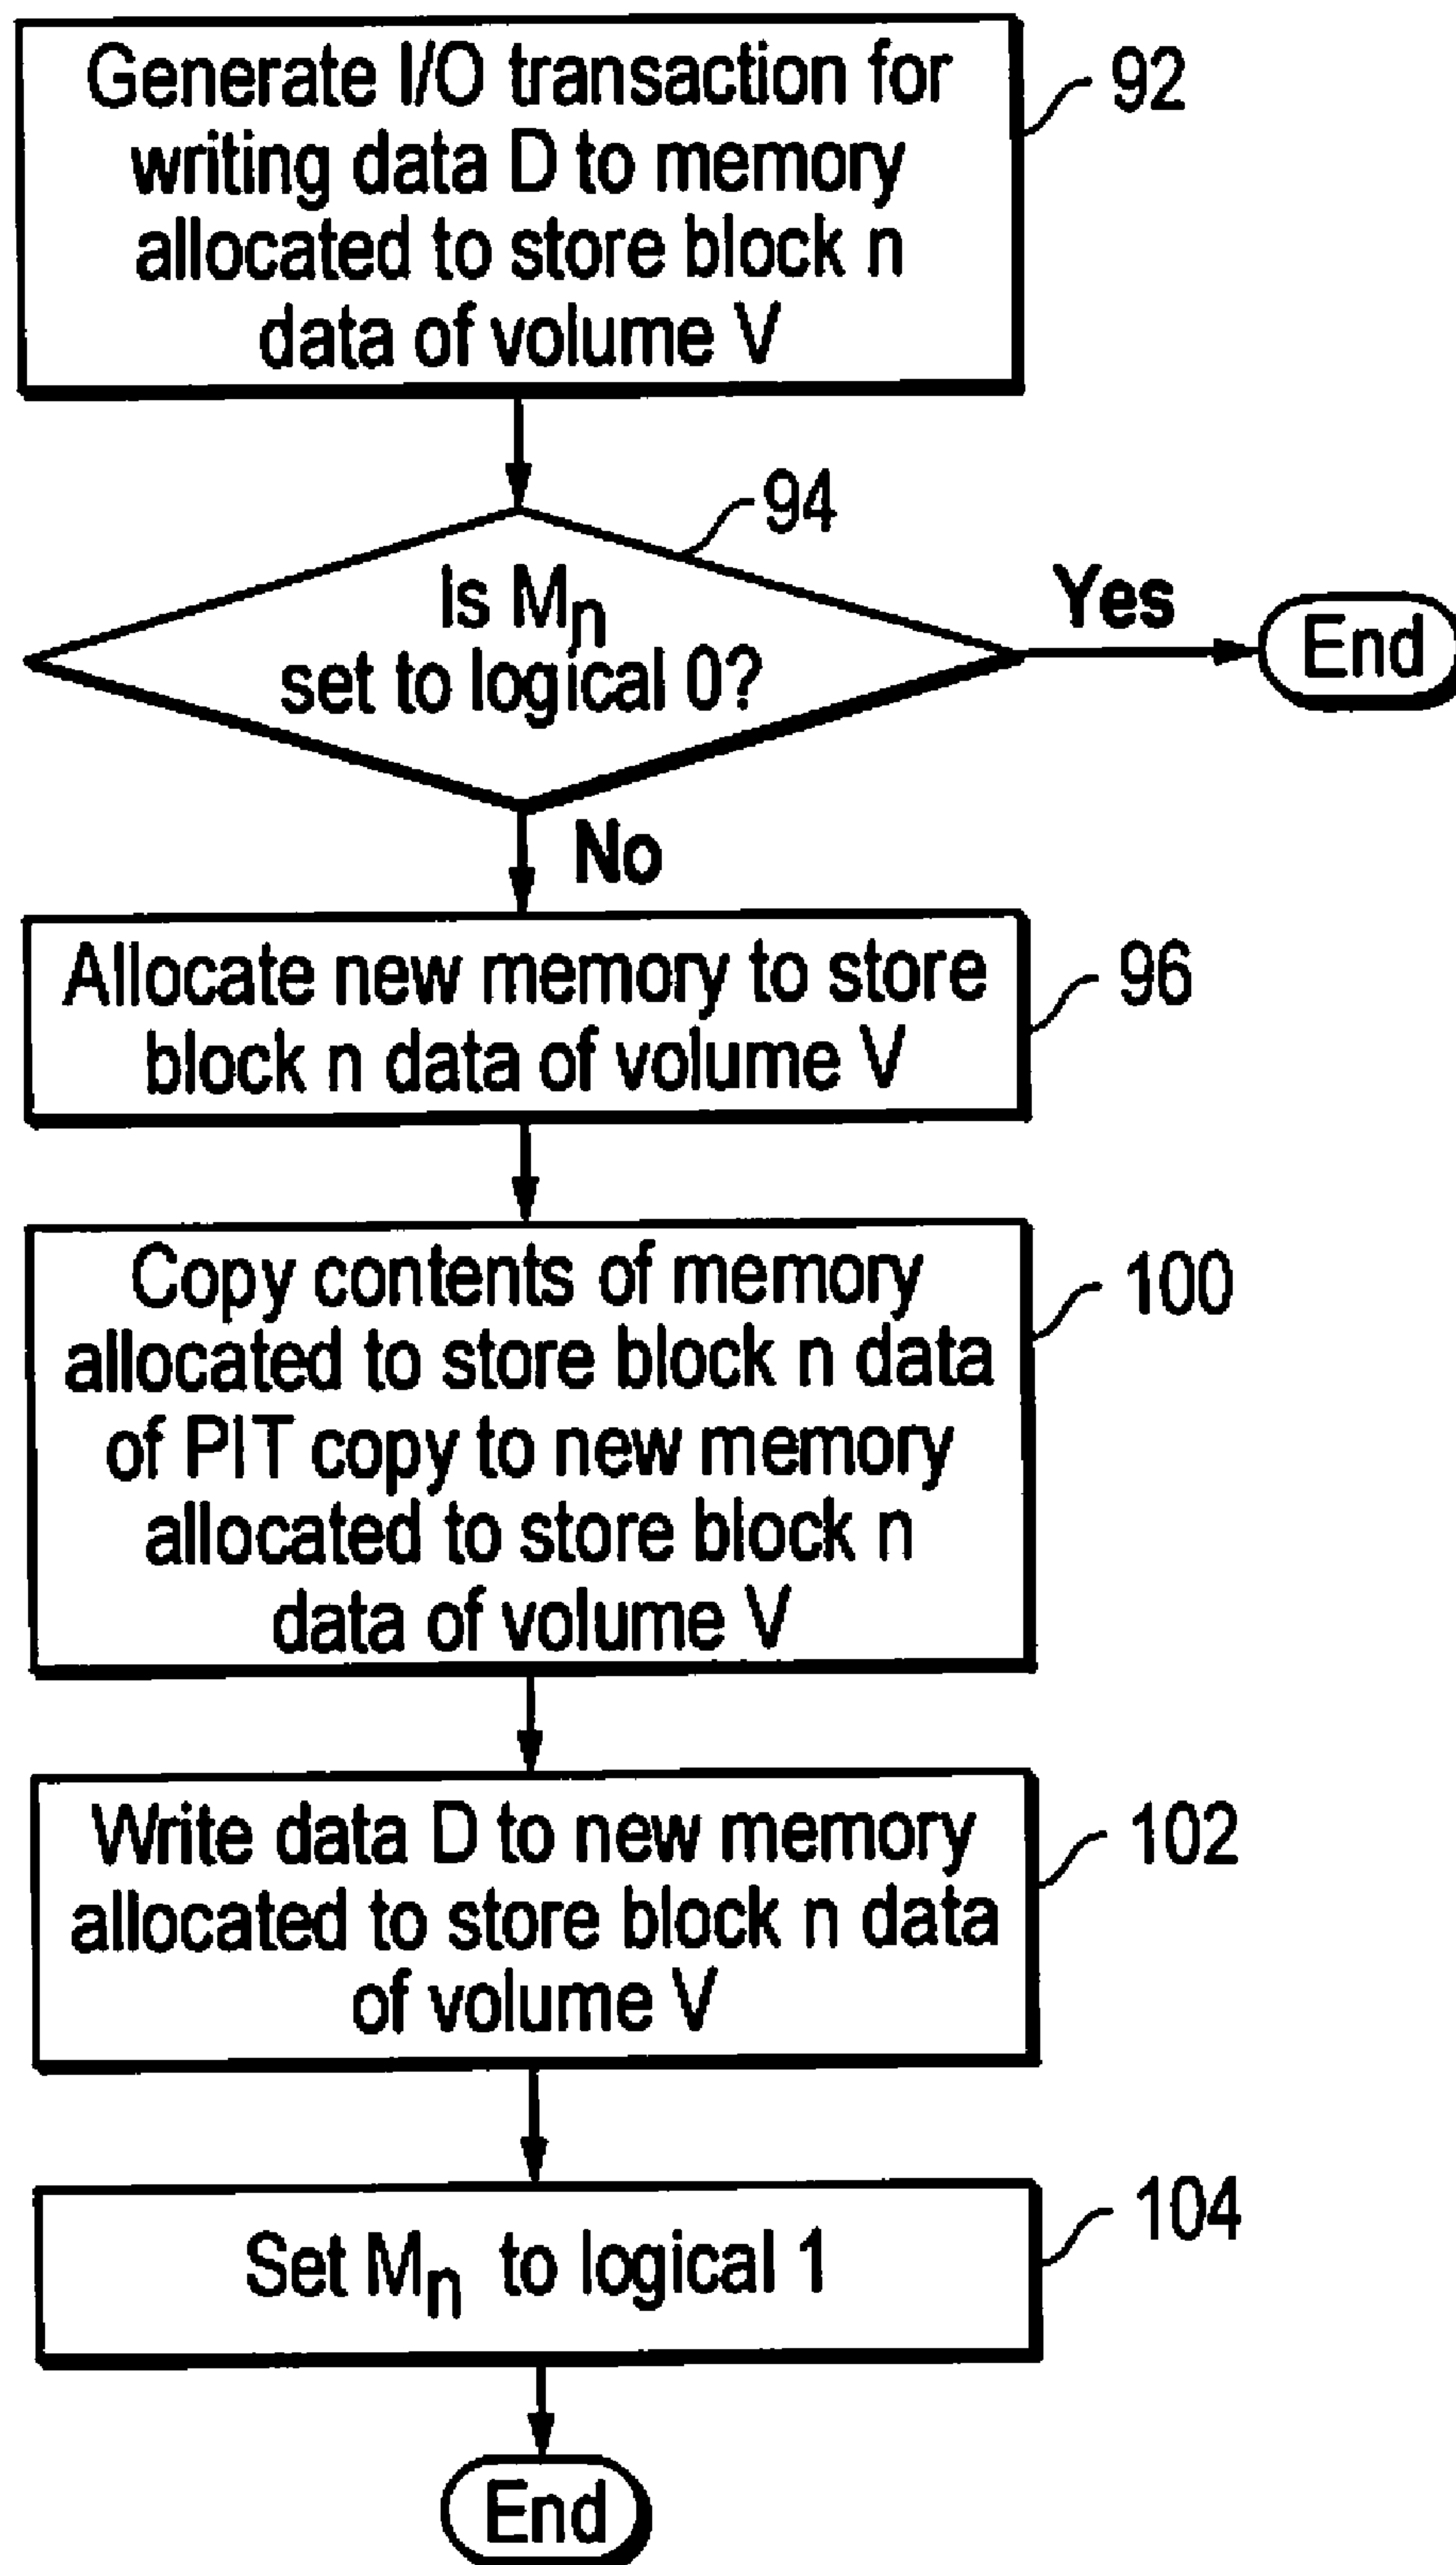 Generate I/O transaction for
writing data D to memory
allocated to store block n
data of volume V
92
94
Is Mn
set to logical 0?
Yes
End
No
Allocate new memory to store
block n data of volume V
96
Copy contents of memory
allocated to store block n data
of PIT copy to new memory
allocated to store block n
data of volume V
100
Write data D to new memory
allocated to store block n data
of volume V
102
Set Mn to logical 1
104
End